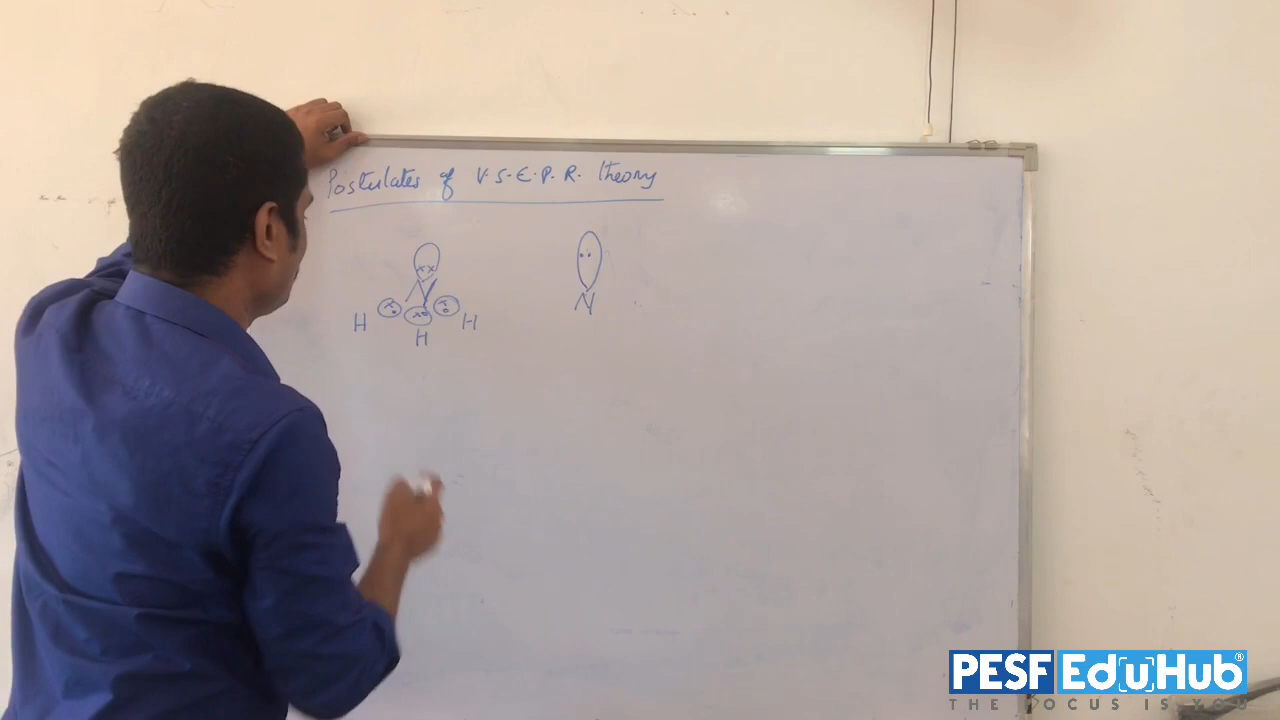 Postulates of V.S.E.P.R. theory
x x
x o x o x o
H H
H
N
PESF EduHub®
THE FOCUS IS YOU